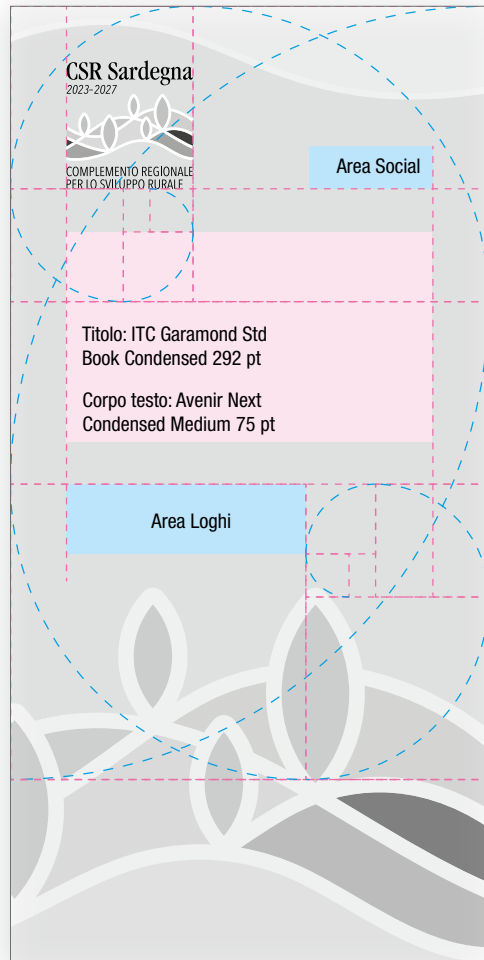 CSR Sardegna
2023-2027
COMPLEMENTO REGIONALE
PER LO SVILUPPO RURALE
Area Social
Titolo: ITC Garamond Std
Book Condensed 292 pt
Corpo testo: Avenir Next
Condensed Medium 75 pt
Area Loghi